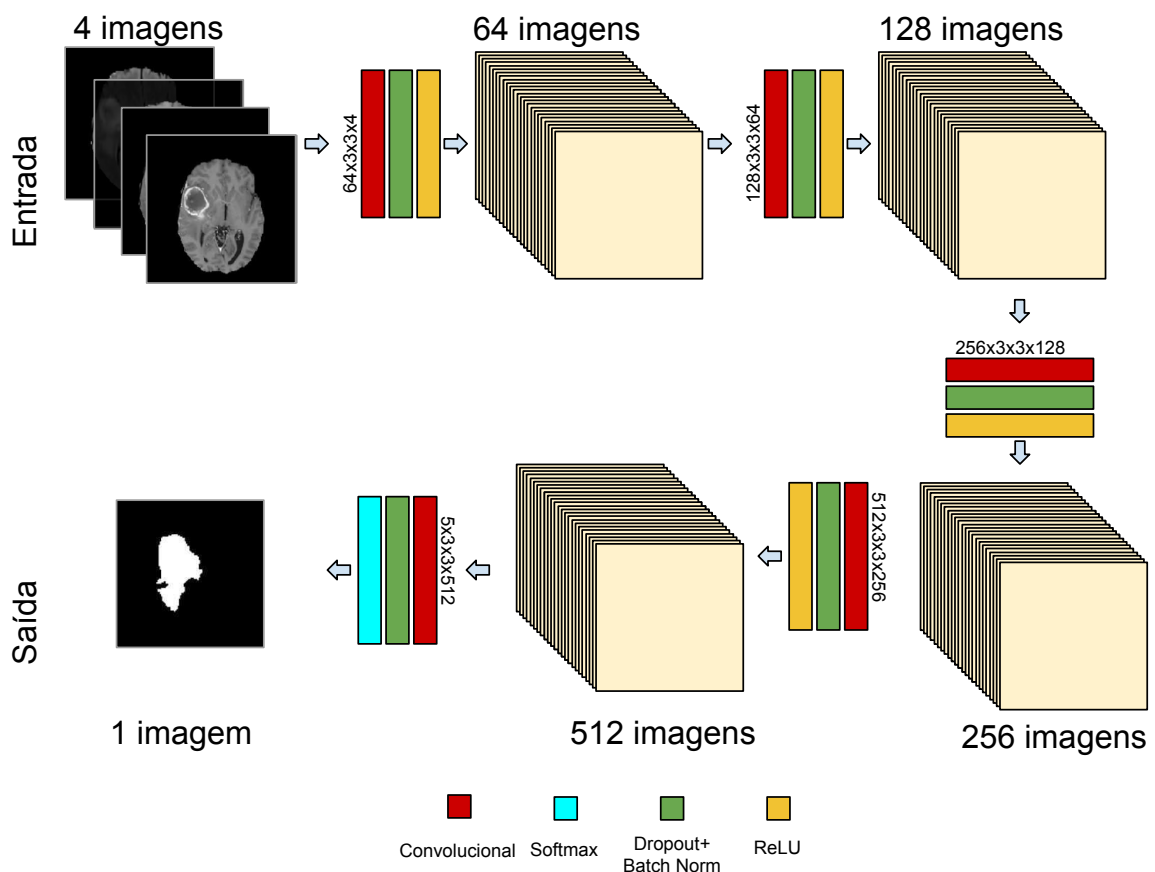 4 imagens
64 imagens
128 imagens
Entrada
64x3x3x4
128x3x3x64
256x3x3x128
512x3x3x256
5x3x3x512
Saída
1 imagem
512 imagens
256 imagens
Convolucional
Softmax
Dropout+
Batch Norm
ReLU